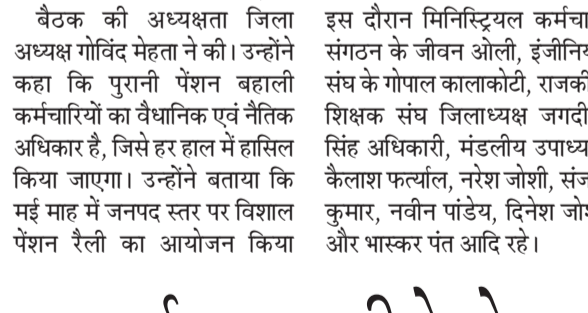 बैठक की अध्यक्षता जिला
अध्यक्ष गोविंद मेहता ने की। उन्होंने
कहा कि पुरानी पेंशन बहाली
कर्मचारियों का वैधानिक एवं नैतिक
अधिकार है, जिसे हर हाल में हासिल
किया जाएगा। उन्होंने बताया कि
मई माह में जनपद स्तर पर विशाल
पेंशन रैली का आयोजन किया
इस दौरान मिनिस्ट्रियल
संगठन के जीवन ओली,
संघ के गोपाल कालाकोटी,
शिक्षक संघ जिलाध्यक्ष
सिंह अधिकारी, मंडलीय
कैलाश फर्त्याल, नरेश जोशी,
कुमार, नवीन पांडेय, दिनेश
और भास्कर पंत आदि रहे।